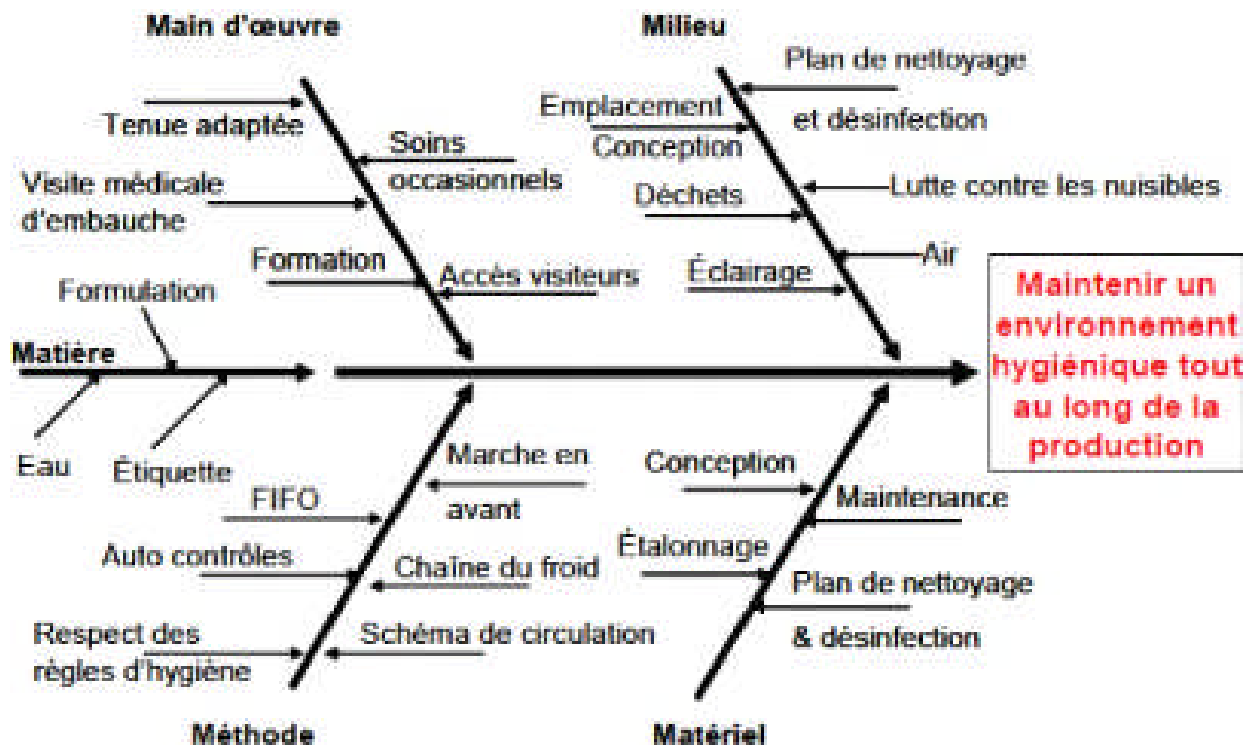 Main d'œuvre
Milieu
Plan de nettoyage
et désinfection
Emplacement
Conception
Tenue adaptée
Soins
occasionnels
Visite médicale
d'embauche
Déchets
Lutte contre les nuisibles
Formation
Accès visiteurs
Éclairage
Air
Formulation
Matière
Maintenir un
environnement
hygiénique tout
au long de la
production
Eau
Étiquette
Marche en
avant
FIFO
Auto contrôles
Chaîne du froid
Respect des
règles d'hygiène
Schéma de circulation
Conception
Maintenance
Étalonnage
Plan de nettoyage
& désinfection
Méthode
Matériel